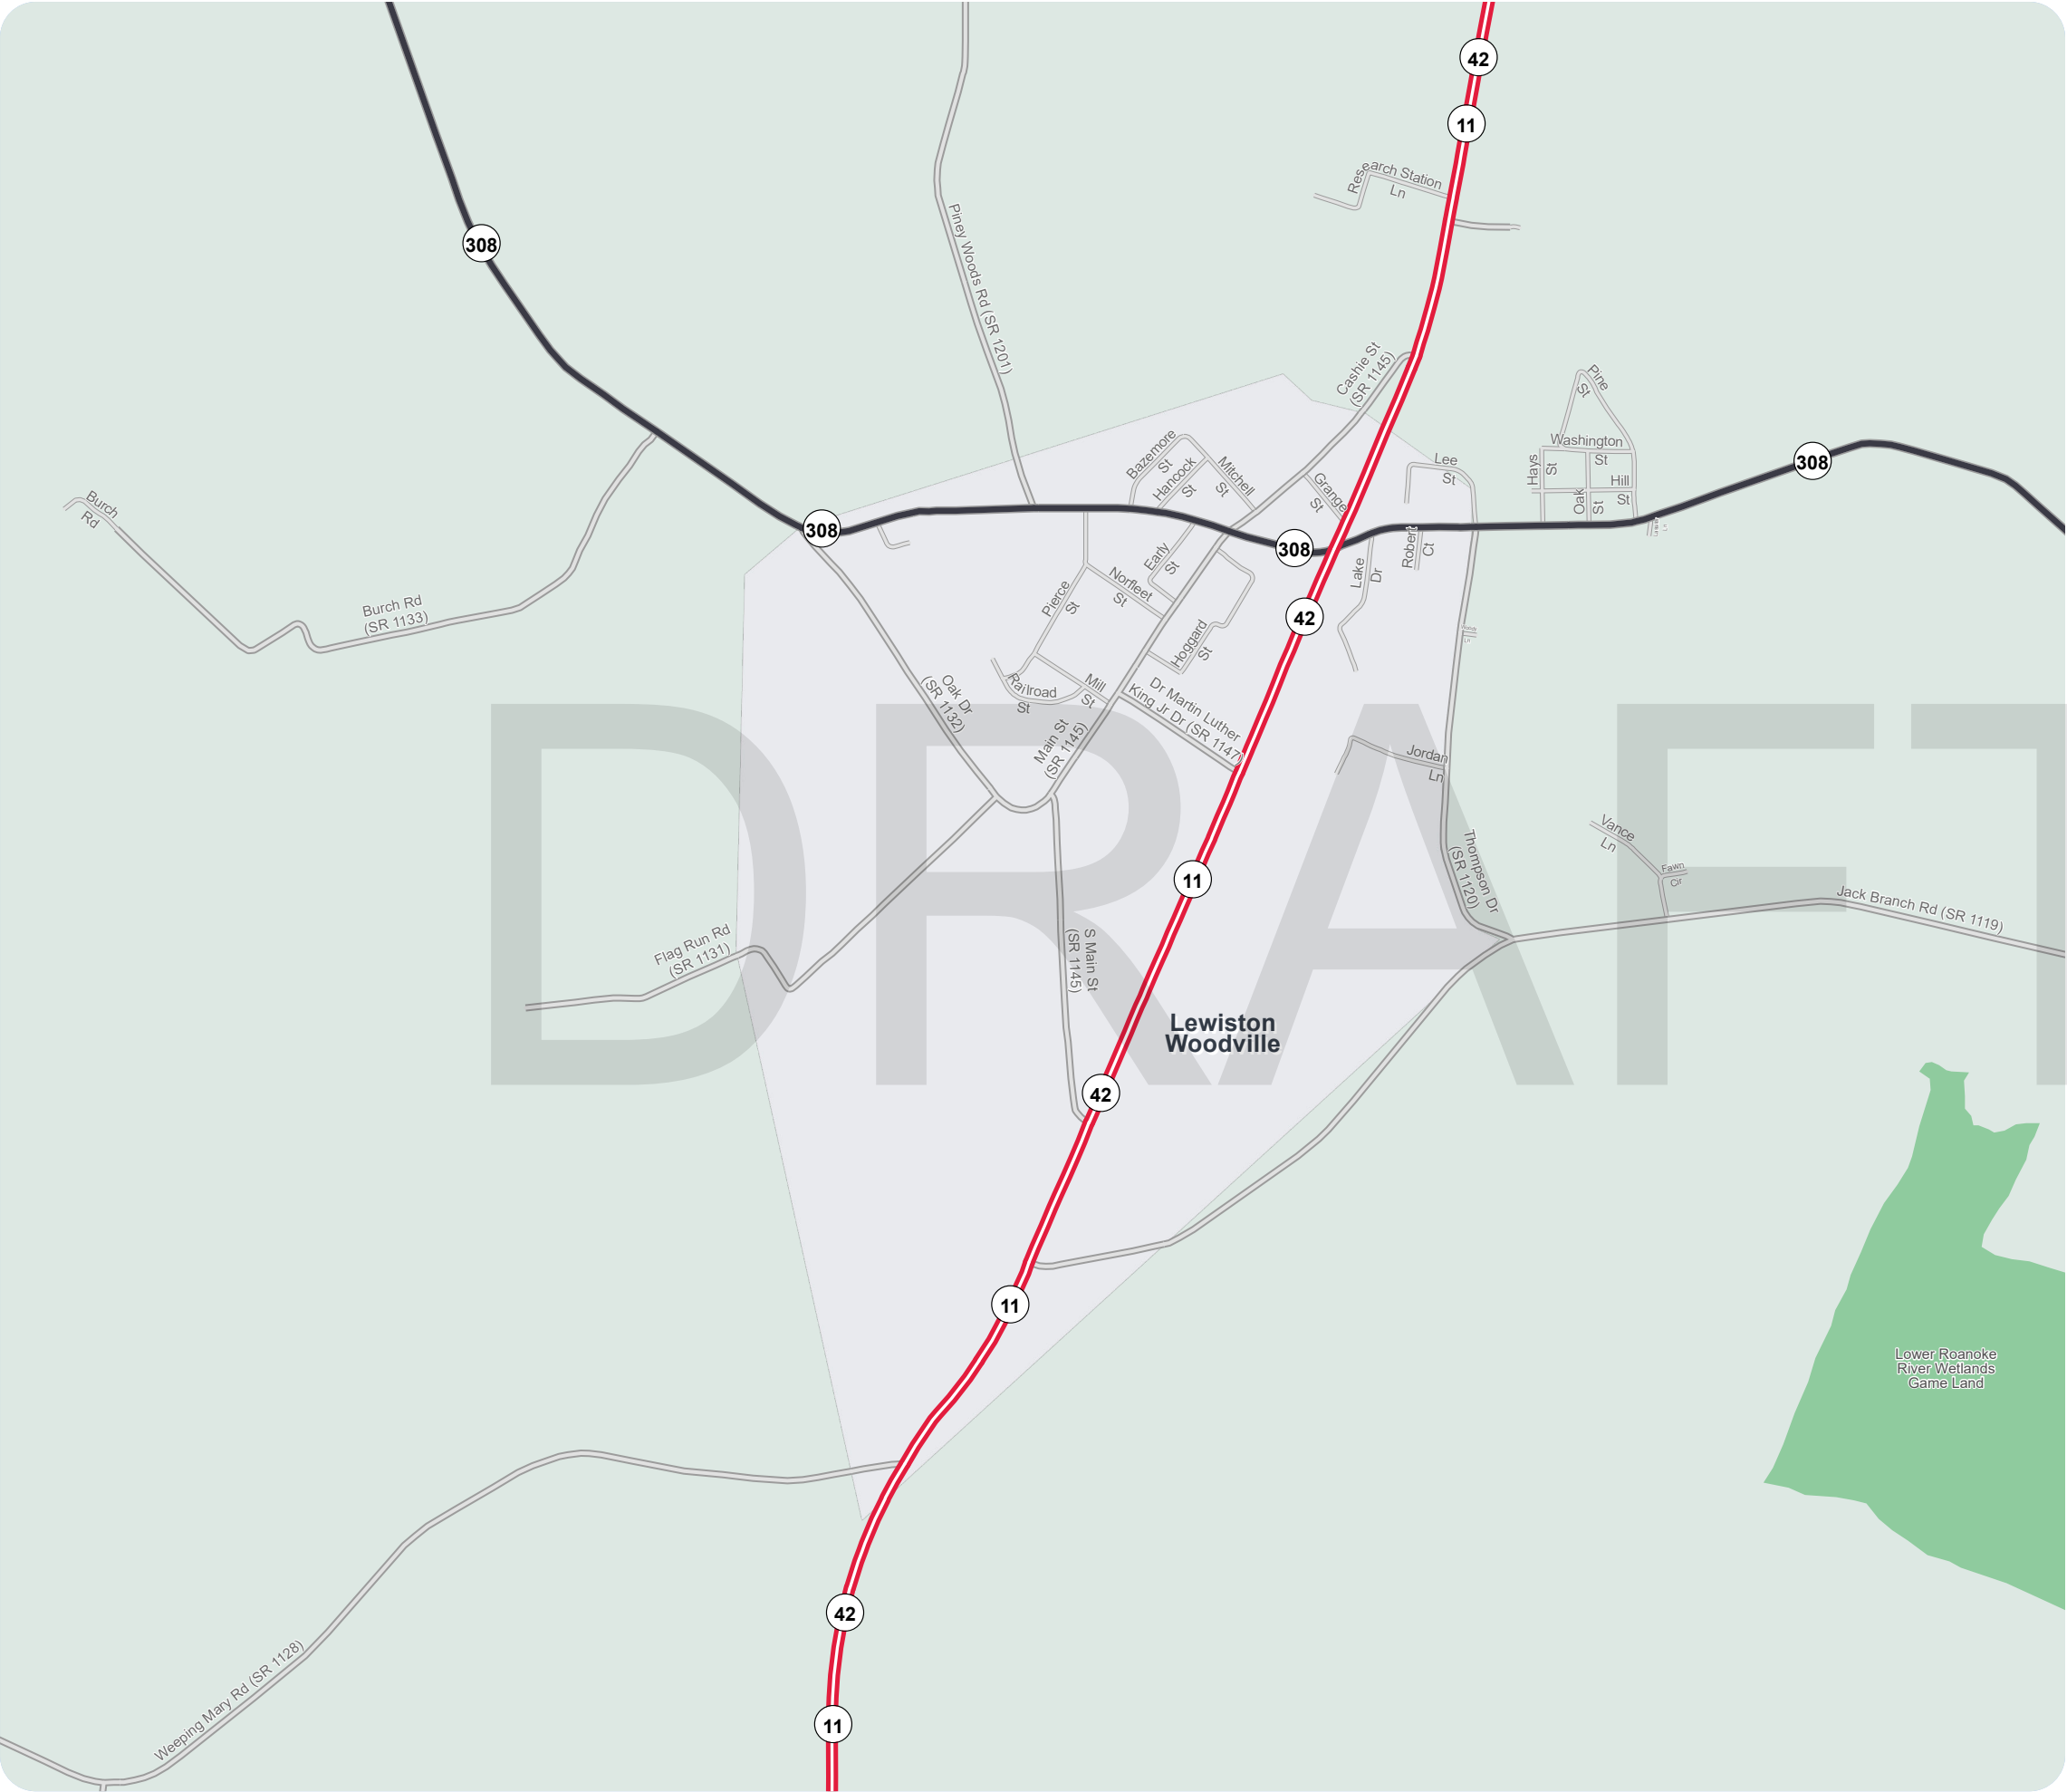 42
11
Research Station
Ln
308
Piney Woods Rd (SR 1201)
Cashie St
(SR 1145)
Pine
St
Bazemore
St
Hancock
St
Mitchell
St
Grange
St
Lee
St
Washington
St
Hays
St
Hill
St
Oak
St
308
Burch
Rd
308
308
Robert
Ct
Early
St
Lake
Dr
Norfleet
St
Pierce
St
42
Burch Rd
(SR 1133)
Hoggard
St
Railroad
St
Mill
St
Dr Martin Luther
King Jr Dr (SR 1147)
Oak Dr
(SR 1132)
Main St
(SR 1145)
Jordan
Ln
DRAFT
Vance
Ln
Thompson Dr
(SR 1120)
Fawn
Cir
11
Jack Branch Rd (SR 1119)
Flag Run Rd
(SR 1131)
S Main St
(SR 1145)
Lewiston
Woodville
42
11
Lower Roanoke
River Wetlands
Game Land
42
Weeping Mary Rd (SR 1128)
11